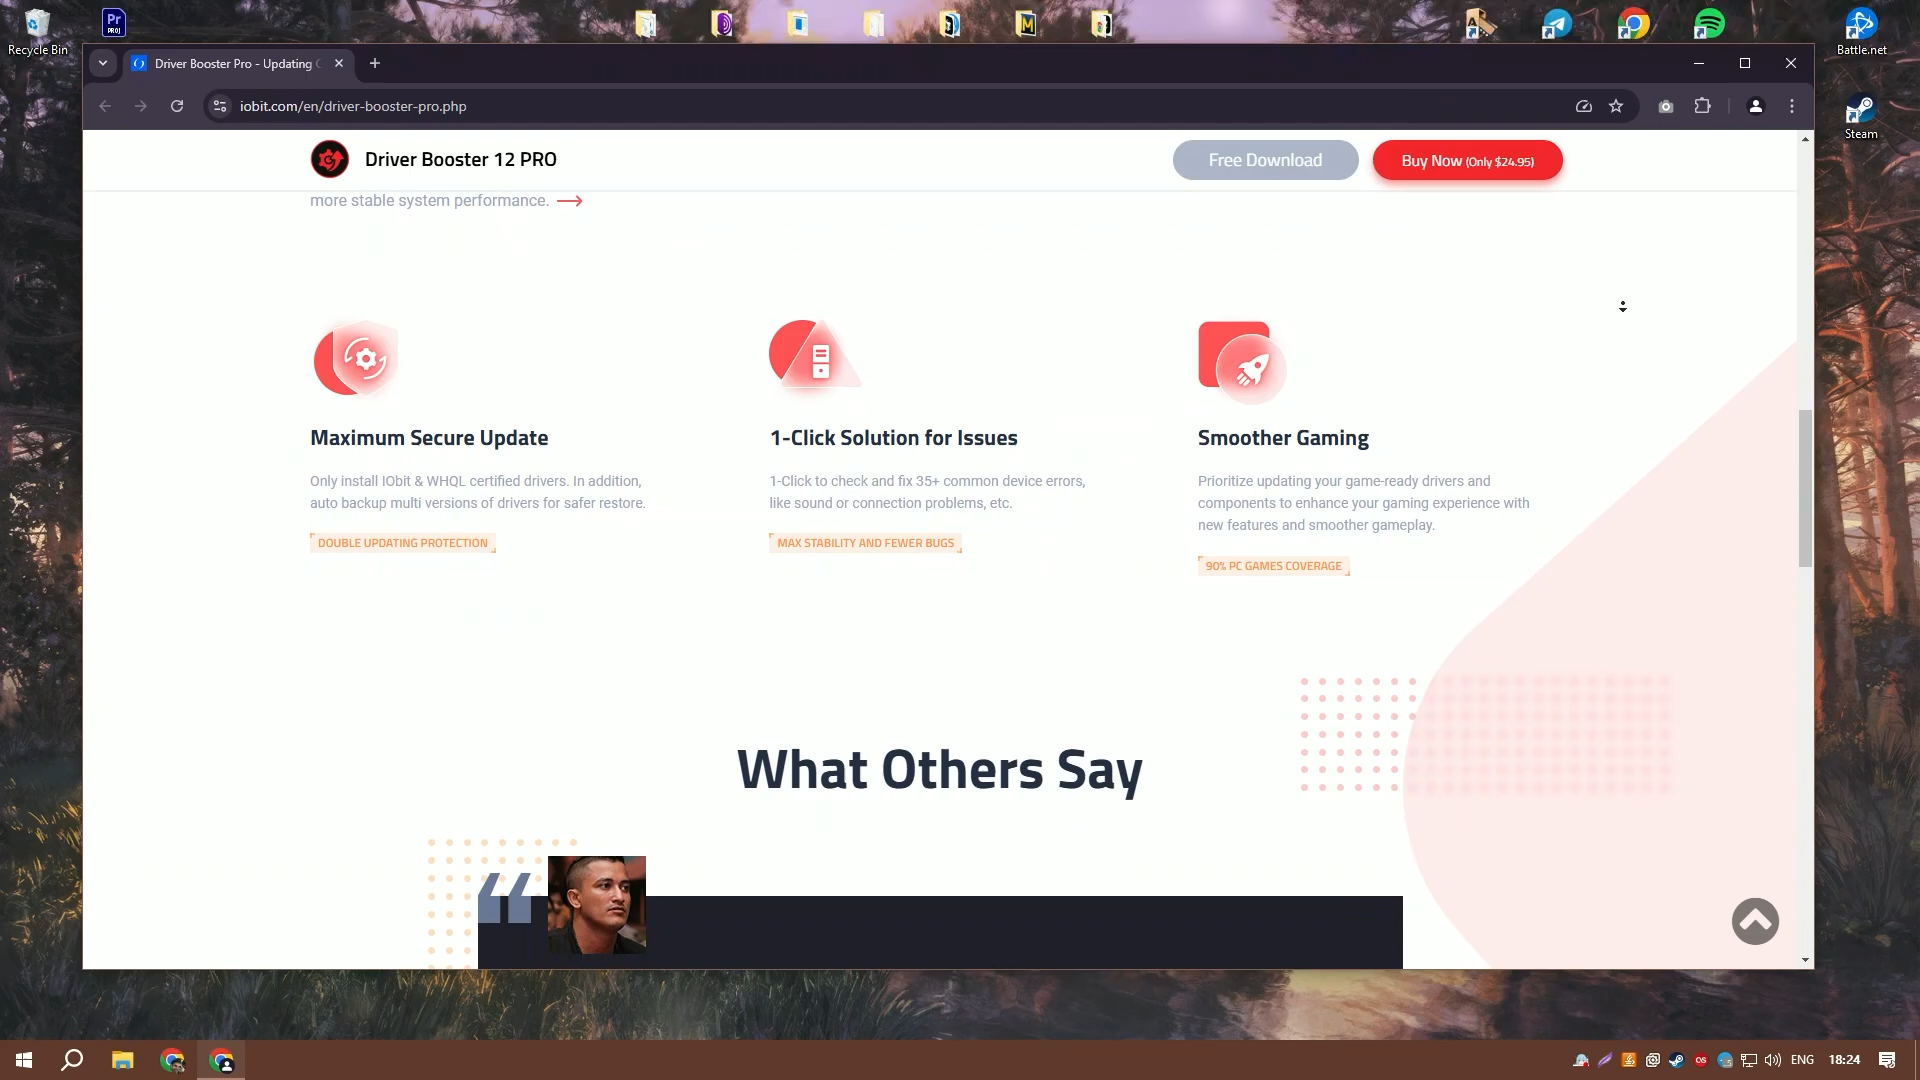 Recycle Bin
Pr
PROJ
Battle.net
Steam
Driver Booster Pro - Updating
iobit.com/en/driver-booster-pro.php
Driver Booster 12 PRO
Free Download
Buy Now (Only $24.95)
more stable system performance.
Maximum Secure Update
Only install IObit & WHQL certified drivers. In addition,
auto backup multi versions of drivers for safer restore.
DOUBLE UPDATING PROTECTION
1-Click Solution for Issues
1-Click to check and fix 35+ common device errors,
like sound or connection problems, etc.
MAX STABILITY AND FEWER BUGS
Smoother Gaming
Prioritize updating your game-ready drivers and
components to enhance your gaming experience with
new features and smoother gameplay.
90% PC GAMES COVERAGE
What Others Say
ENG
18:24